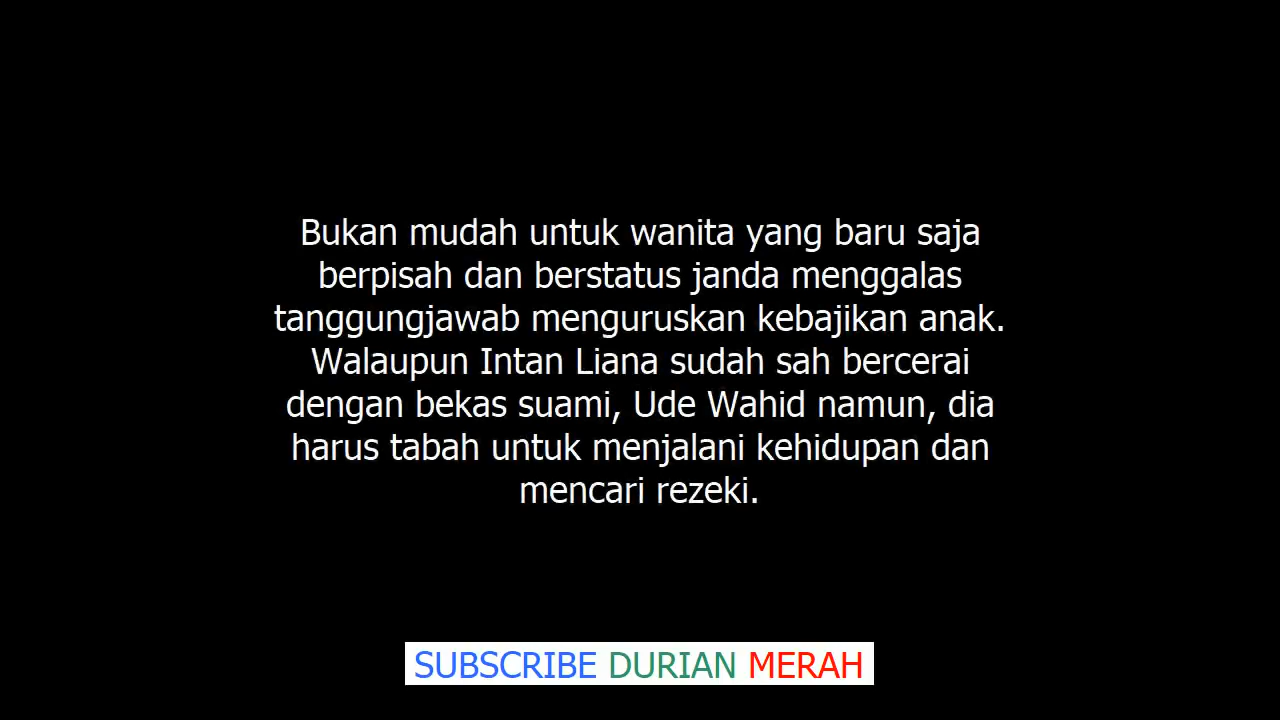 Bukan mudah untuk wanita yang baru saja
berpisah dan berstatus janda menggalas
tanggungjawab menguruskan kebajikan anak.
Walaupun Intan Liana sudah sah bercerai
dengan bekas suami, Ude Wahid namun, dia
harus tabah untuk menjalani kehidupan dan
mencari rezeki.
SUBSCRIBE DURIAN MERAH